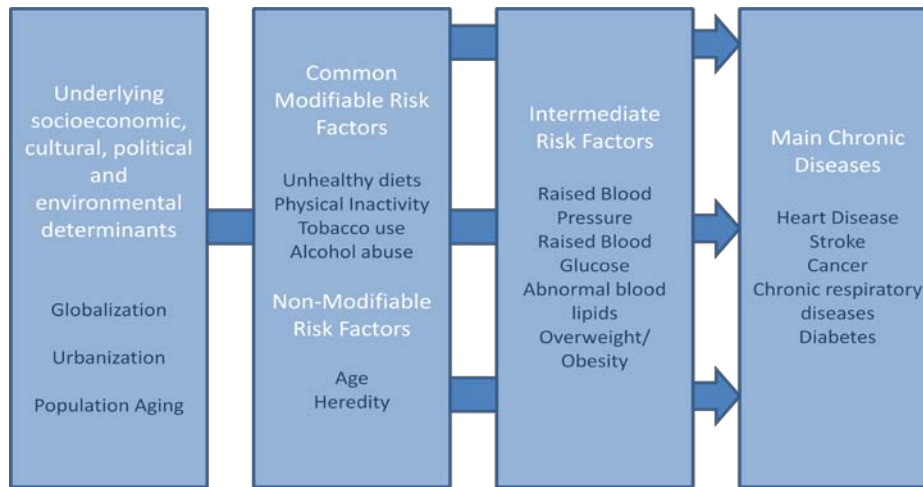 Underlying
socioeconomic,
cultural, political
and
environmental
determinants
Globalization
Urbanization
Population Aging
Common
Modifiable Risk
Factors
Unhealthy diets
Physical Inactivity
Tobacco use
Alcohol abuse
Non-Modifiable
Risk Factors
Age
Heredity
Intermediate
Risk Factors
Raised Blood
Pressure
Raised Blood
Glucose
Abnormal blood
lipids
Overweight/
Obesity
Main Chronic
Diseases
Heart Disease
Stroke
Cancer
Chronic respiratory
diseases
Diabetes